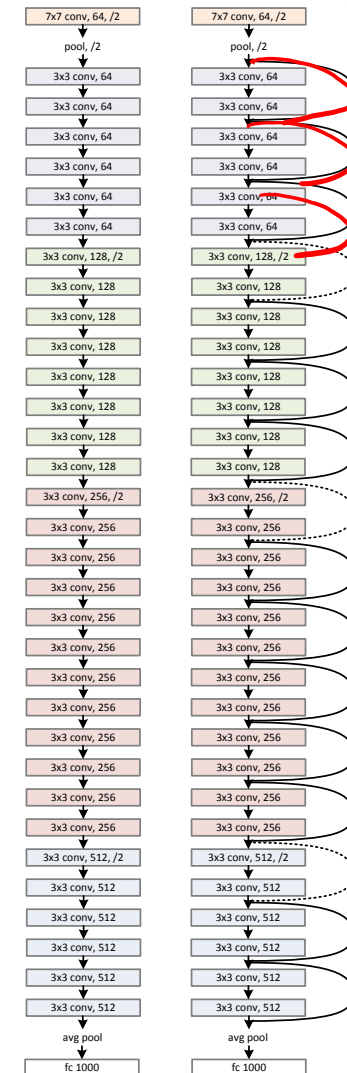 7x7 conv, 64, /2
pool, /2
3x3 conv, 64
3x3 conv, 64
3x3 conv, 64
3x3 conv, 64
3x3 conv, 64
3x3 conv, 64
3x3 conv, 128, /2
3x3 conv, 128
3x3 conv, 128
3x3 conv, 128
3x3 conv, 128
3x3 conv, 128
3x3 conv, 128
3x3 conv, 128
3x3 conv, 256, /2
3x3 conv, 256
3x3 conv, 256
3x3 conv, 256
3x3 conv, 256
3x3 conv, 256
3x3 conv, 256
3x3 conv, 256
3x3 conv, 256
3x3 conv, 256
3x3 conv, 256
3x3 conv, 256
3x3 conv, 512, /2
3x3 conv, 512
3x3 conv, 512
3x3 conv, 512
3x3 conv, 512
3x3 conv, 512
avg pool
fc 1000
7x7 conv, 64, /2
pool, /2
3x3 conv, 64
3x3 conv, 64
3x3 conv, 64
3x3 conv, 64
3x3 conv, 64
3x3 conv, 64
3x3 conv, 128, /2
3x3 conv, 128
3x3 conv, 128
3x3 conv, 128
3x3 conv, 128
3x3 conv, 128
3x3 conv, 128
3x3 conv, 128
3x3 conv, 256, /2
3x3 conv, 256
3x3 conv, 256
3x3 conv, 256
3x3 conv, 256
3x3 conv, 256
3x3 conv, 256
3x3 conv, 256
3x3 conv, 256
3x3 conv, 256
3x3 conv, 256
3x3 conv, 256
3x3 conv, 512, /2
3x3 conv, 512
3x3 conv, 512
3x3 conv, 512
3x3 conv, 512
3x3 conv, 512
avg pool
fc 1000